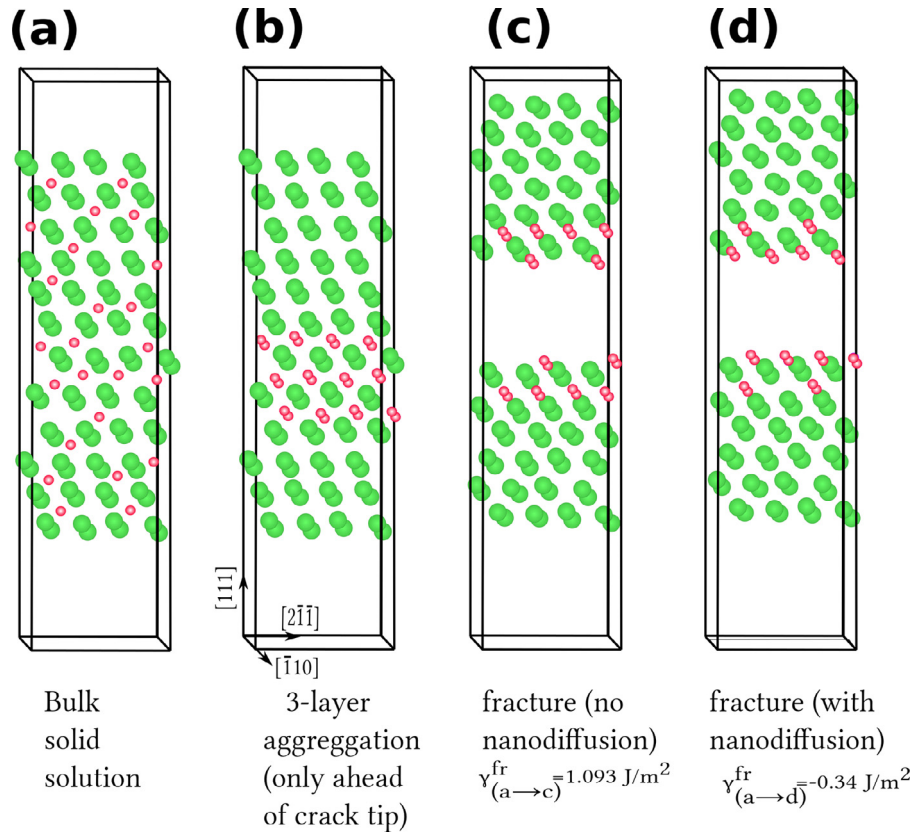 (a) (b) (c) (d)
[111]
[2̄1̄1̄]
[1̄10]
Bulk
solid
solution
3-layer
aggreggation
(only ahead
of crack tip)
fracture (no
nanodiffusion)
γ^fr_(a→c)=1.093 J/m²
fracture (with
nanodiffusion)
γ^fr_(a→d)=-0.34 J/m²